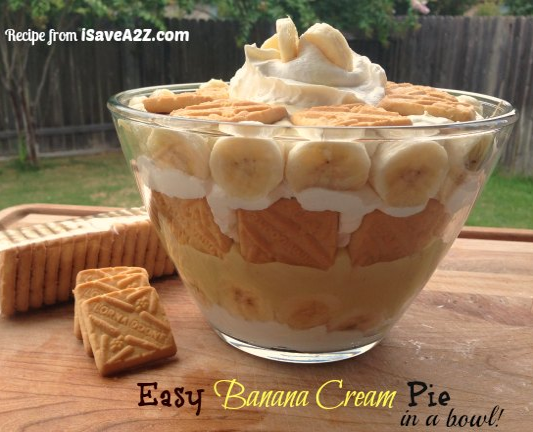 Recipe from iSaveA2Z.com
Easy Banana Cream Pie
in a bowl!